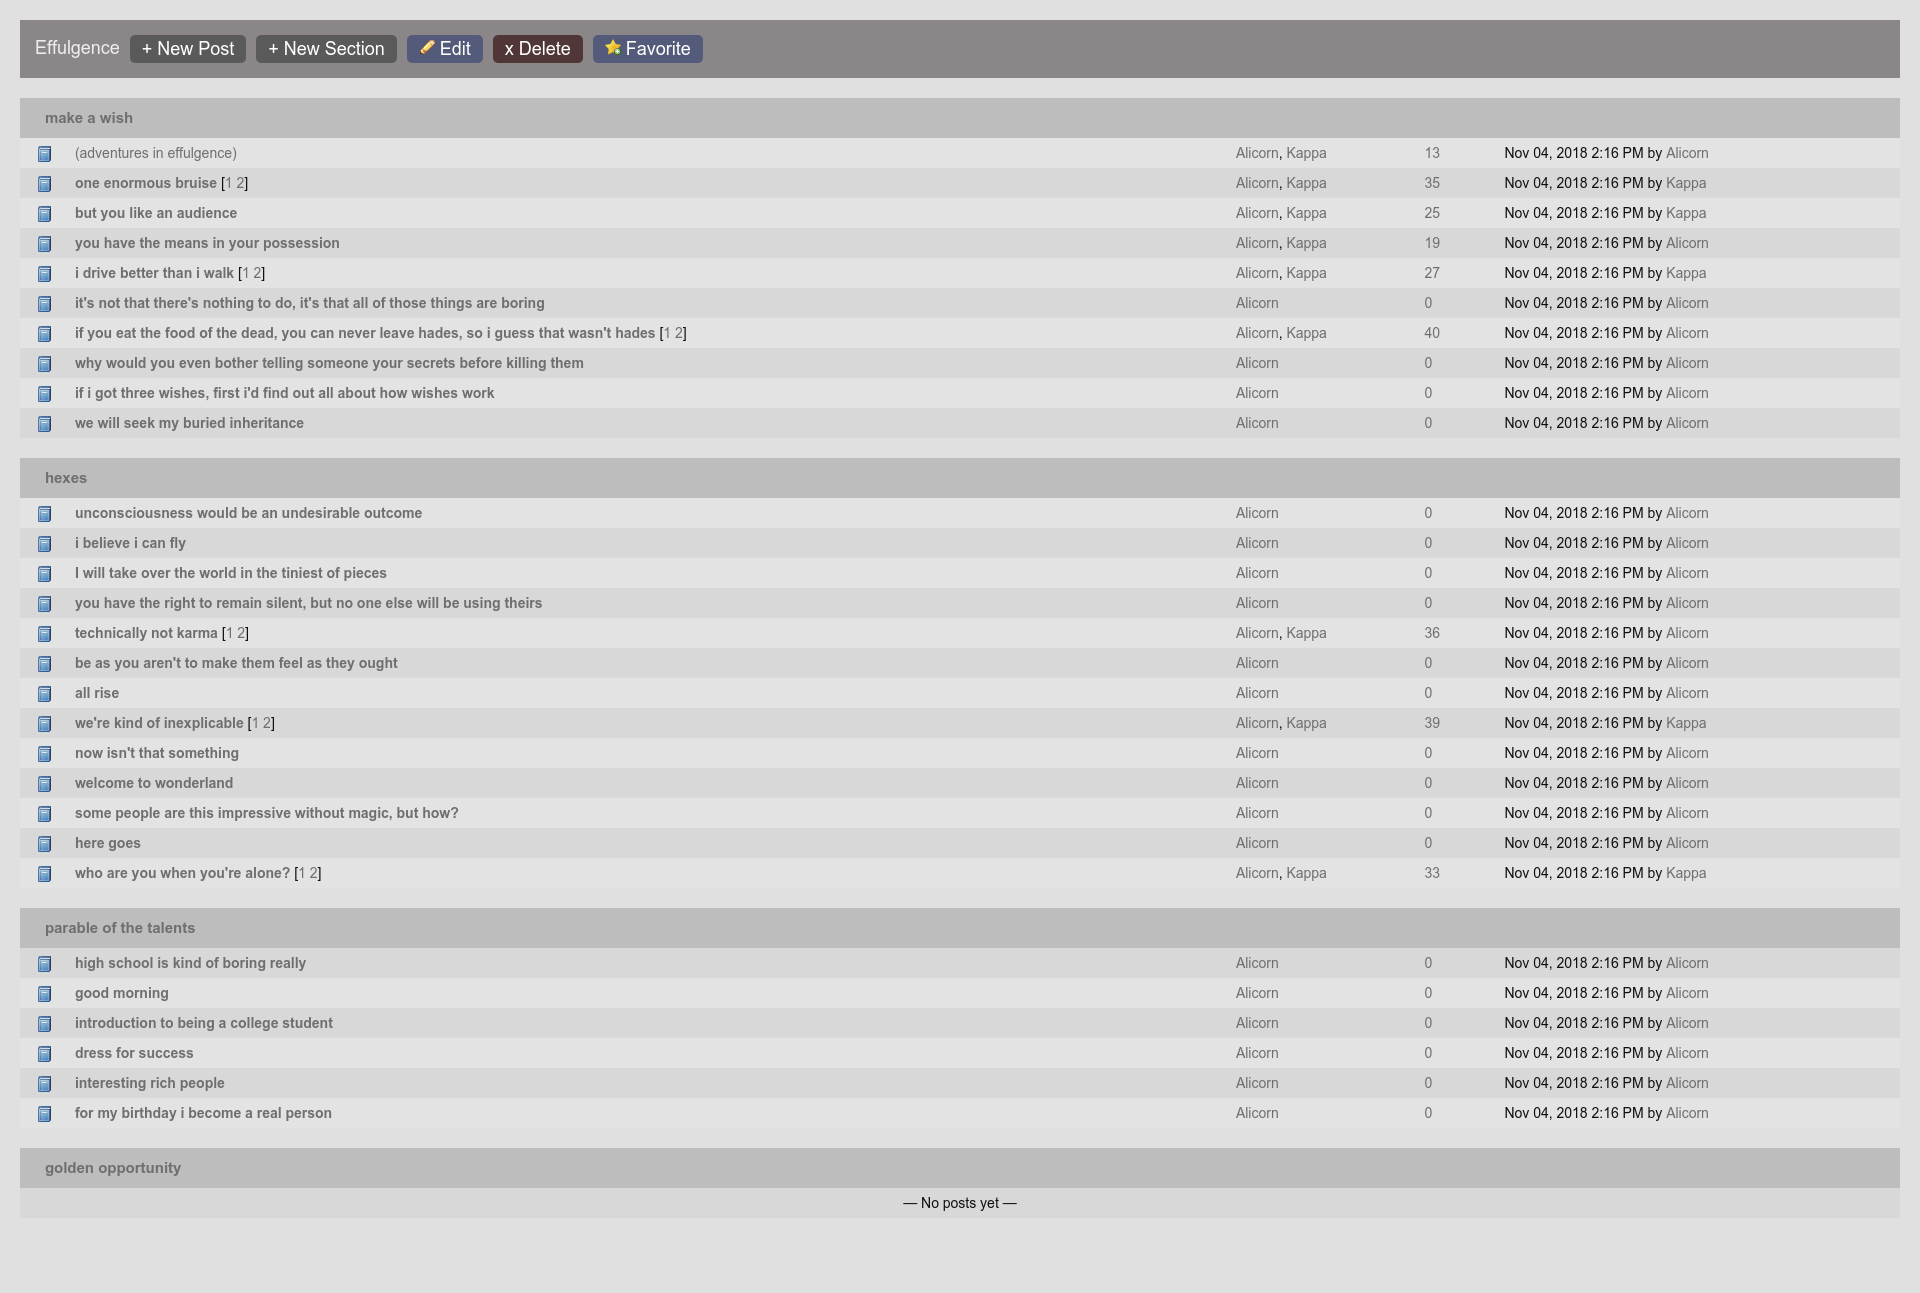 Effulgence + New Post + New Section Edit x Delete Favorite
make a wish
(adventures in effulgence) Alicorn, Kappa 13 Nov 04, 2018 2:16 PM by Alicorn
one enormous bruise [1 2] Alicorn, Kappa 35 Nov 04, 2018 2:16 PM by Kappa
but you like an audience Alicorn, Kappa 25 Nov 04, 2018 2:16 PM by Kappa
you have the means in your possession Alicorn, Kappa 19 Nov 04, 2018 2:16 PM by Alicorn
i drive better than i walk [1 2] Alicorn, Kappa 27 Nov 04, 2018 2:16 PM by Kappa
it's not that there's nothing to do, it's that all of those things are boring Alicorn 0 Nov 04, 2018 2:16 PM by Alicorn
if you eat the food of the dead, you can never leave hades, so i guess that wasn't hades [1 2] Alicorn, Kappa 40 Nov 04, 2018 2:16 PM by Alicorn
why would you even bother telling someone your secrets before killing them Alicorn 0 Nov 04, 2018 2:16 PM by Alicorn
if i got three wishes, first i'd find out all about how wishes work Alicorn 0 Nov 04, 2018 2:16 PM by Alicorn
we will seek my buried inheritance Alicorn 0 Nov 04, 2018 2:16 PM by Alicorn
hexes
unconsciousness would be an undesirable outcome Alicorn 0 Nov 04, 2018 2:16 PM by Alicorn
i believe i can fly Alicorn 0 Nov 04, 2018 2:16 PM by Alicorn
I will take over the world in the tiniest of pieces Alicorn 0 Nov 04, 2018 2:16 PM by Alicorn
you have the right to remain silent, but no one else will be using theirs Alicorn 0 Nov 04, 2018 2:16 PM by Alicorn
technically not karma [1 2] Alicorn, Kappa 36 Nov 04, 2018 2:16 PM by Alicorn
be as you aren't to make them feel as they ought Alicorn 0 Nov 04, 2018 2:16 PM by Alicorn
all rise Alicorn 0 Nov 04, 2018 2:16 PM by Alicorn
we're kind of inexplicable [1 2] Alicorn, Kappa 39 Nov 04, 2018 2:16 PM by Kappa
now isn't that something Alicorn 0 Nov 04, 2018 2:16 PM by Alicorn
welcome to wonderland Alicorn 0 Nov 04, 2018 2:16 PM by Alicorn
some people are this impressive without magic, but how? Alicorn 0 Nov 04, 2018 2:16 PM by Alicorn
here goes Alicorn 0 Nov 04, 2018 2:16 PM by Alicorn
who are you when you're alone? [1 2] Alicorn, Kappa 33 Nov 04, 2018 2:16 PM by Kappa
parable of the talents
high school is kind of boring really Alicorn 0 Nov 04, 2018 2:16 PM by Alicorn
good morning Alicorn 0 Nov 04, 2018 2:16 PM by Alicorn
introduction to being a college student Alicorn 0 Nov 04, 2018 2:16 PM by Alicorn
dress for success Alicorn 0 Nov 04, 2018 2:16 PM by Alicorn
interesting rich people Alicorn 0 Nov 04, 2018 2:16 PM by Alicorn
for my birthday i become a real person Alicorn 0 Nov 04, 2018 2:16 PM by Alicorn
golden opportunity
— No posts yet —